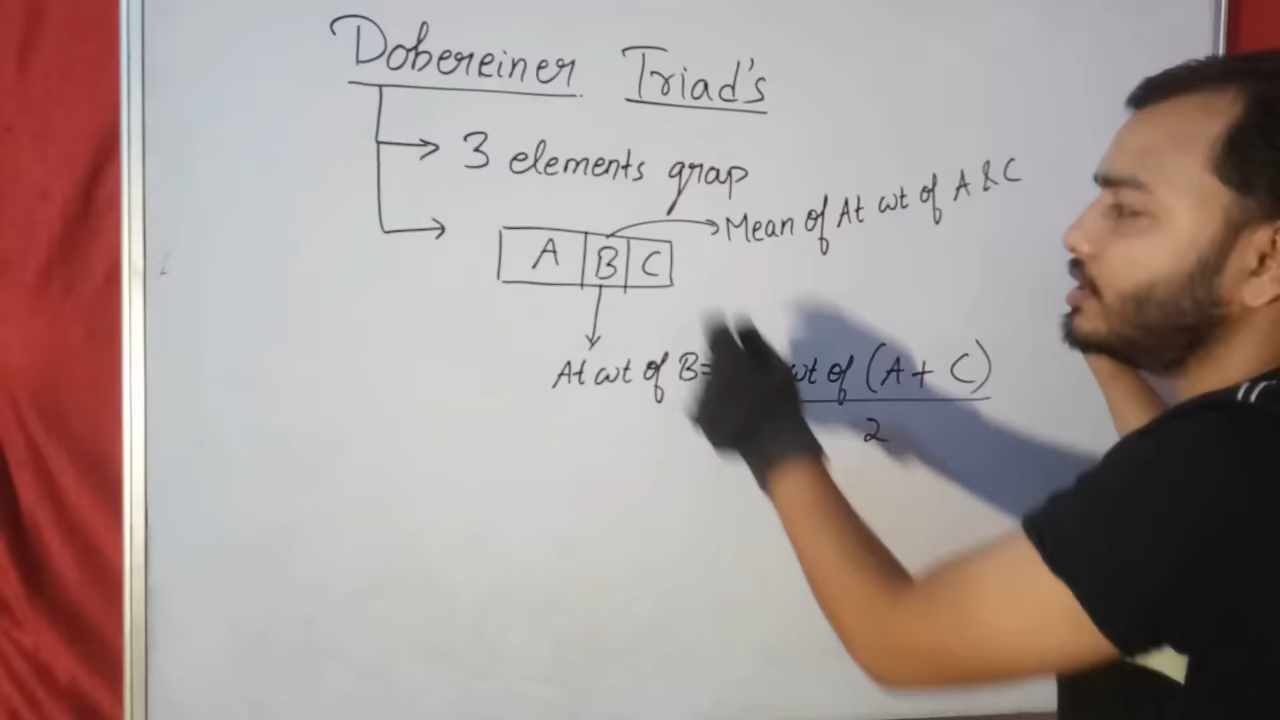 Dobereiner Triad's
3 elements grap
A B C
Mean of At wt of A & C
At wt of B= wt of (A + C)
2